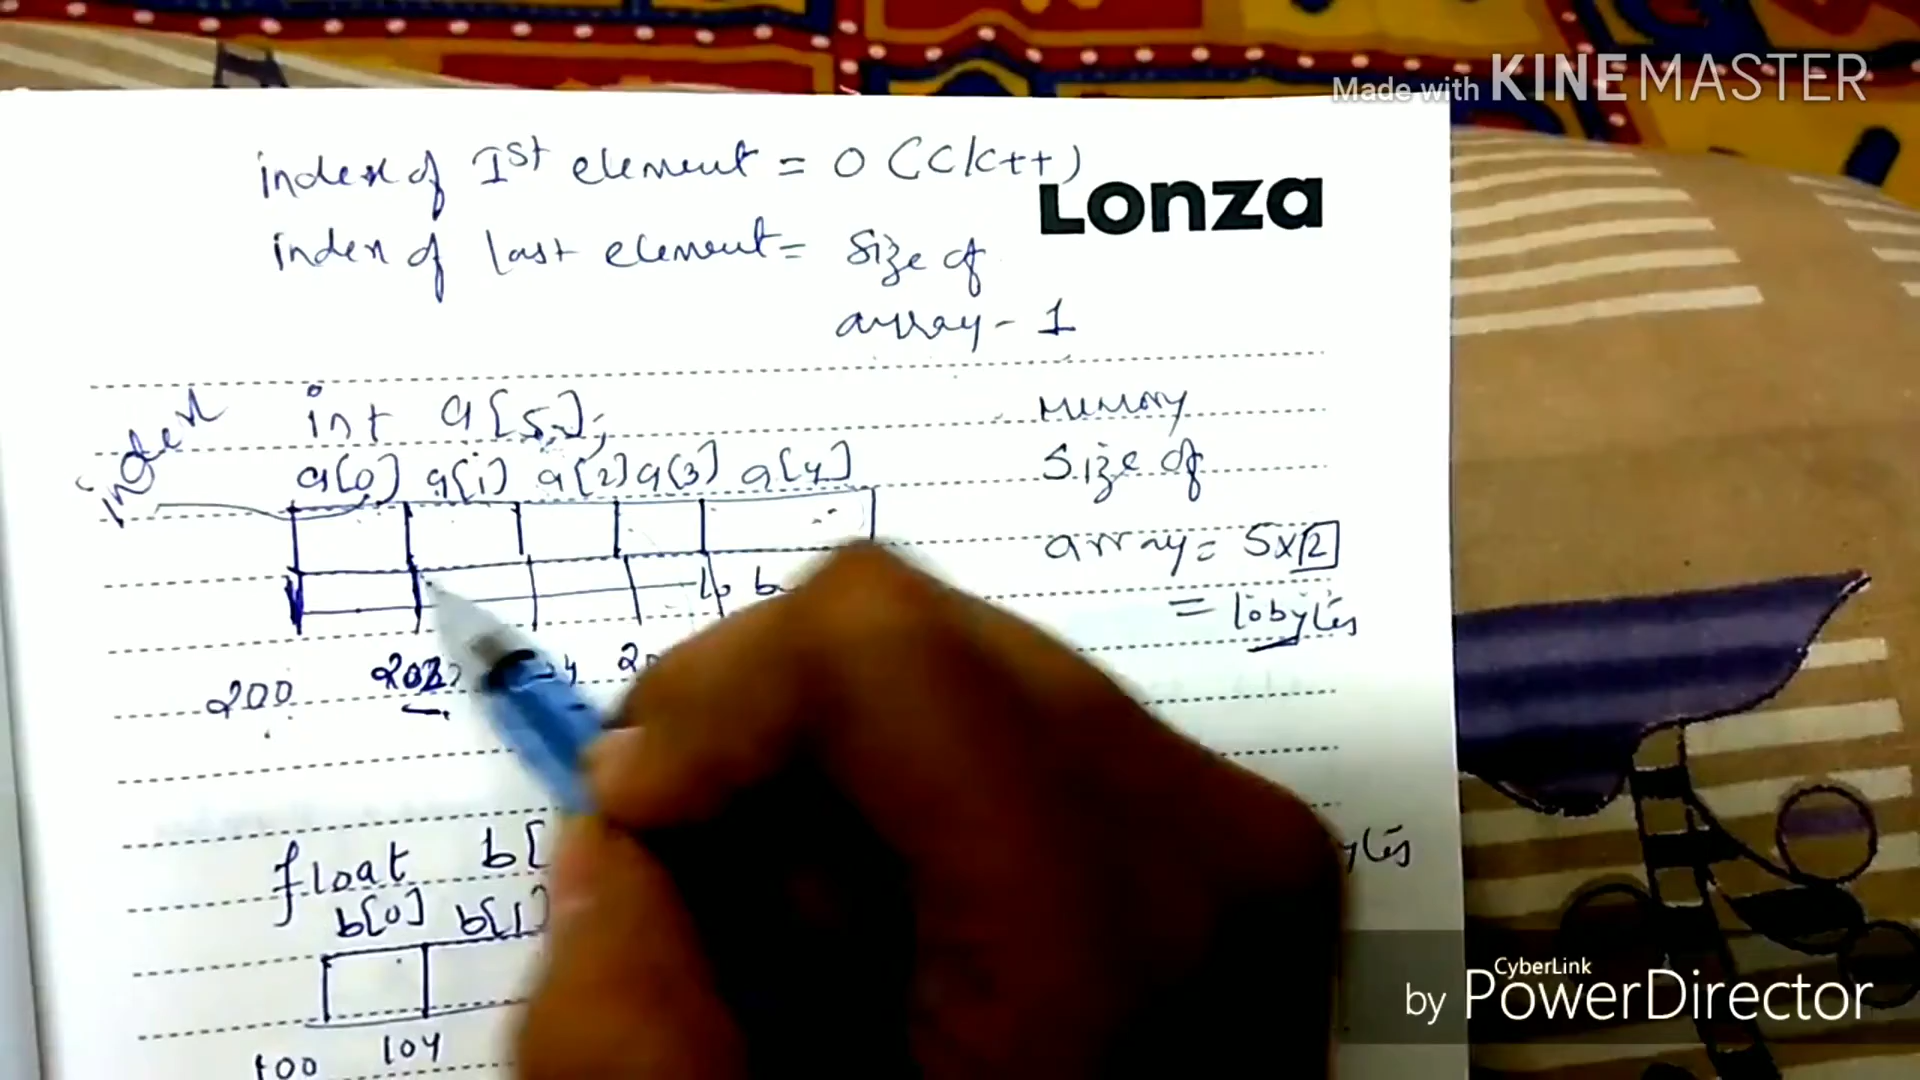 Made with KINEMASTER
index of 1st element = 0 (C/C++)
Lonza
index of last element = Size of
array - 1
index
int a[5];
a[0] a[1] a[2] a[3] a[4]
Memory
Size of
array = 5x2
= 10bytes
200 202
float b[
b[0] b[1]
100 104
CyberLink
by PowerDirector